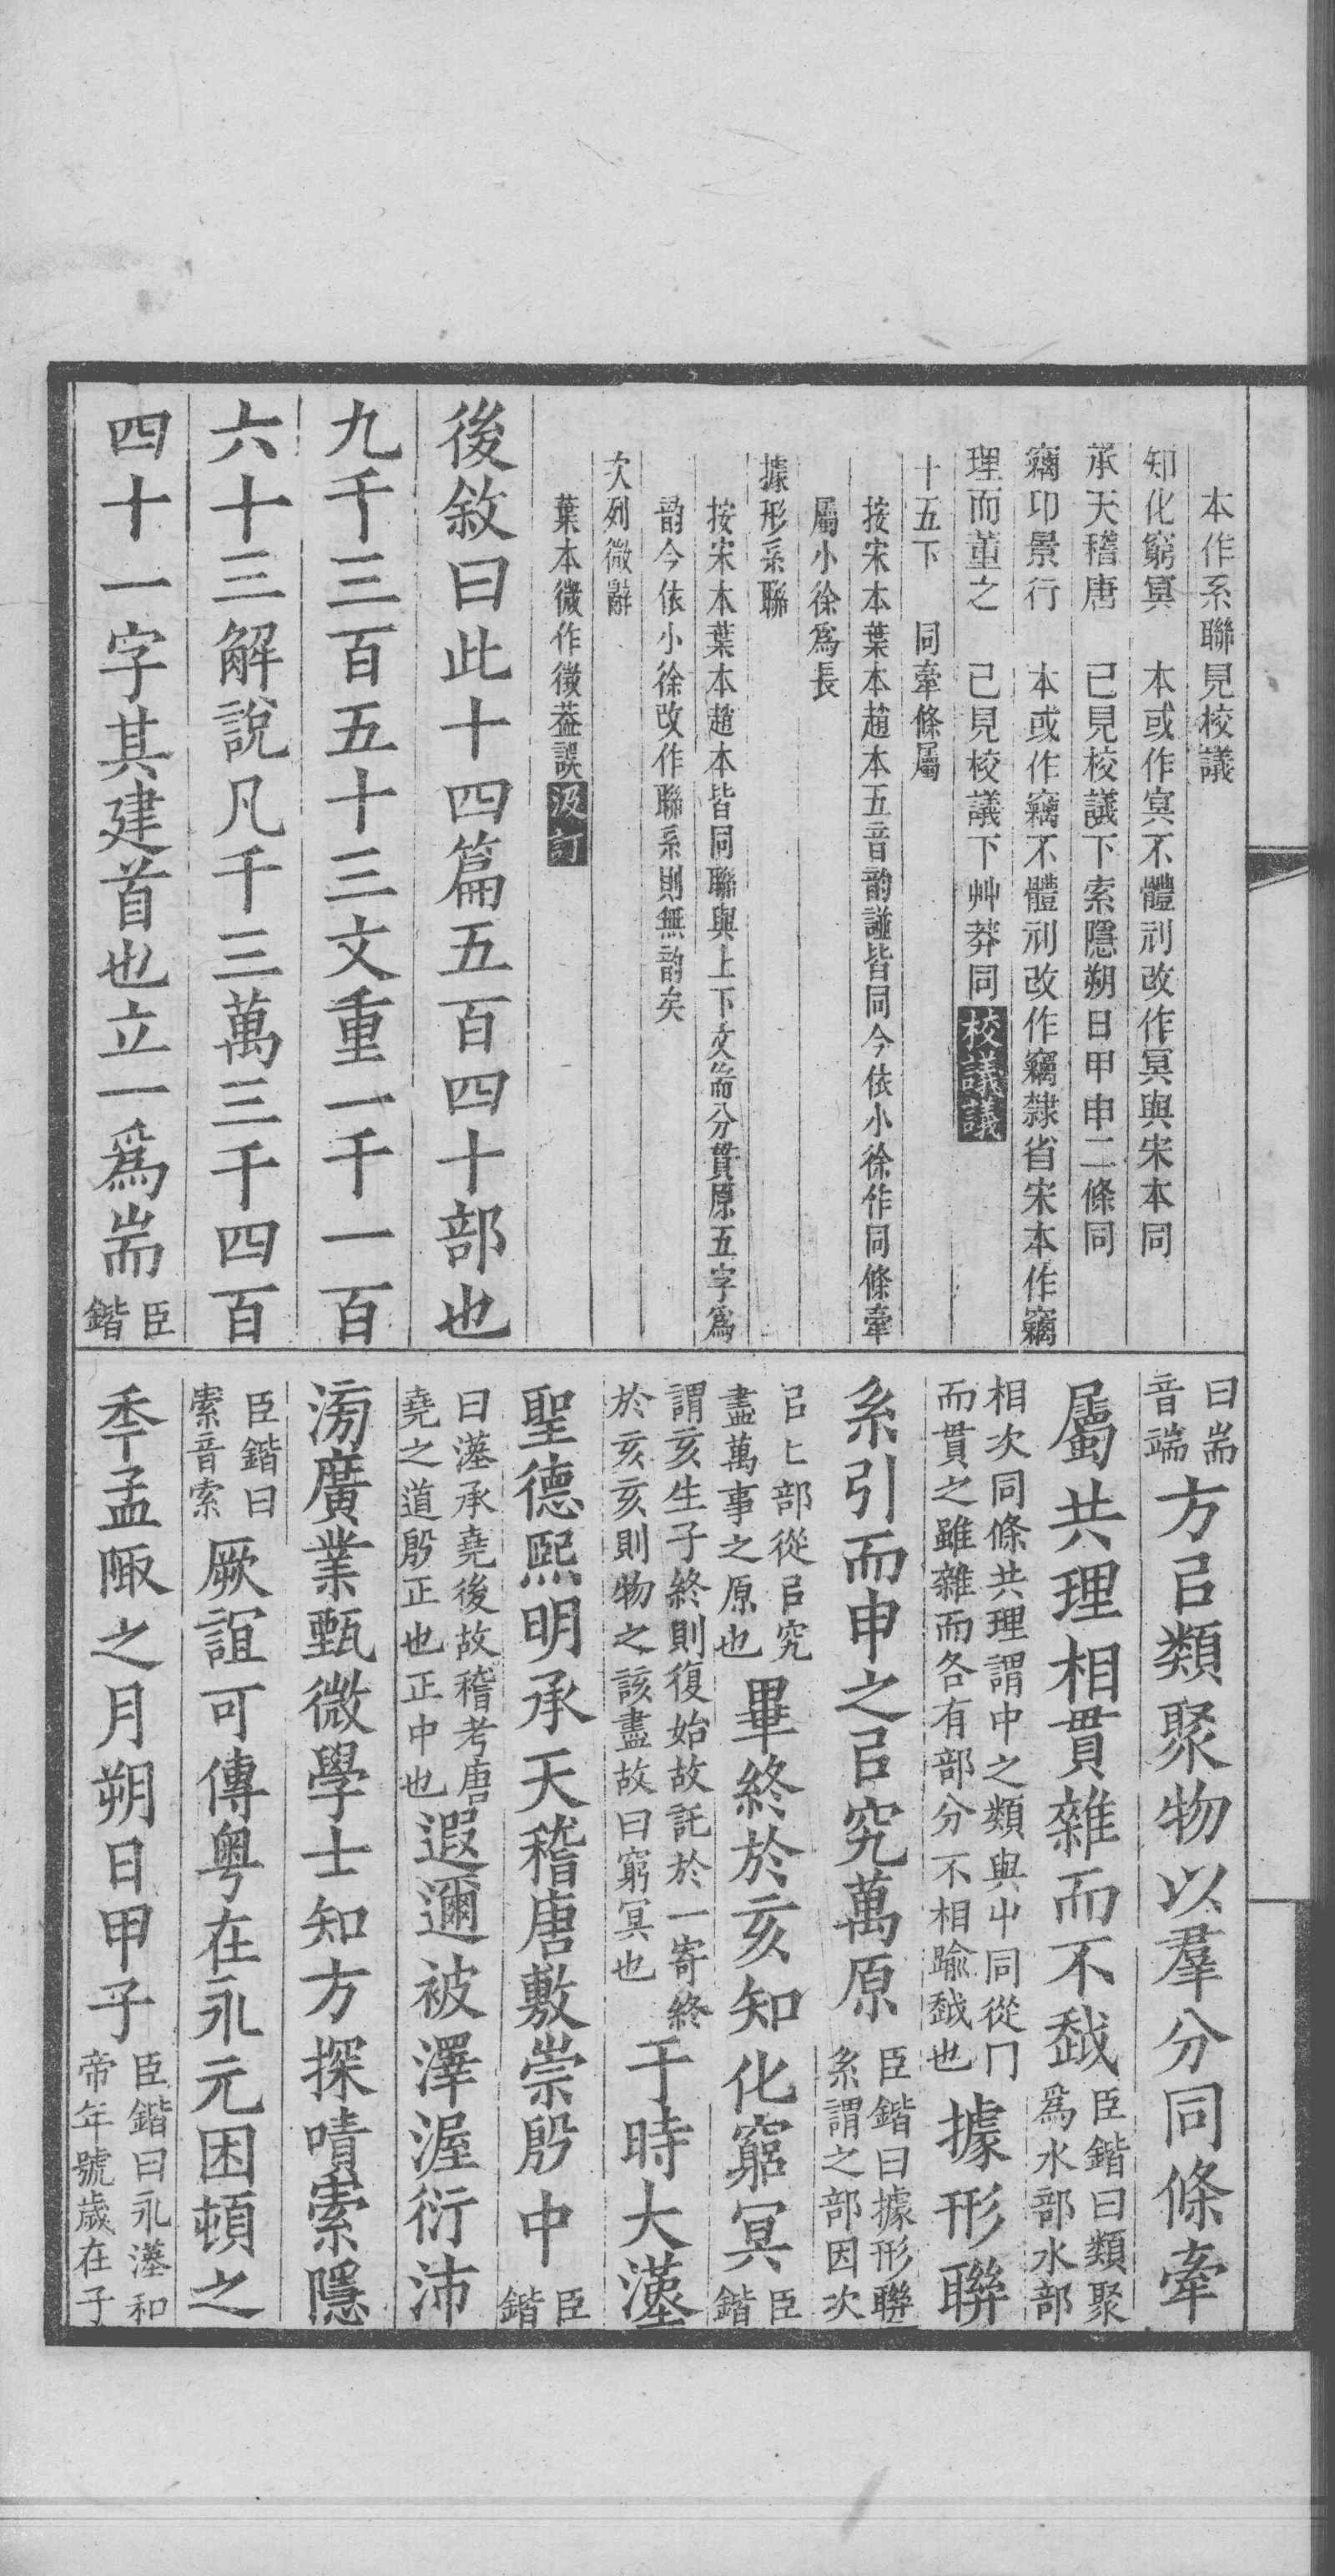 本作系聯見校議
知化窮冥　本或作寘不體刋改作冥與宋本同
承天稽唐　已見校議下索隱朔日甲申二條同
竊卬景行　本或作竊不體刋改作竊隸省宋本作竊
理而董之　已見校議下艸莽同校議議
十五下　同牽條屬
按宋本葉本趙本五音韵譜皆同今依小徐作同條牽
屬小徐爲長
據形系聯
按宋本葉本趙本皆同聯與上下文耑分貫原五字爲
韵今依小徐改作聯系則無韵矣
次列微辭
葉本微作徵葢誤汲訂
後敘曰此十四篇五百四十部也
九千三百五十三文重一千一百
六十三解說凡千三萬三千四百
四十一字其建首也立一爲耑臣鍇
曰耑音端方㠯類聚物以羣分同條牽
屬共理相貫雜而不䟠臣鍇曰類聚爲水部水部
相次同條共理謂中之類與屮同從冂而貫之雖雜而各有部分不相踰䟠也據形聯
系引而申之㠯究萬原臣鍇曰據形聯系謂之部因次
㠯匕部從㠯究盡萬事之原也畢終於亥知化窮冥臣鍇
謂亥生子終則復始故託於一寄終於亥亥則物之該盡故曰窮冥也于時大漢
聖德熙明承天稽唐敷崇殷中臣鍇
曰漢承堯後故稽考唐堯之道殷正也正中也遐邇被澤渥衍沛
滂廣業甄微學士知方探嘖索隱
臣鍇曰索音索厥誼可傳粵在永元困頓之
秊孟陬之月朔日甲子臣鍇曰永漢和帝年號歲在子